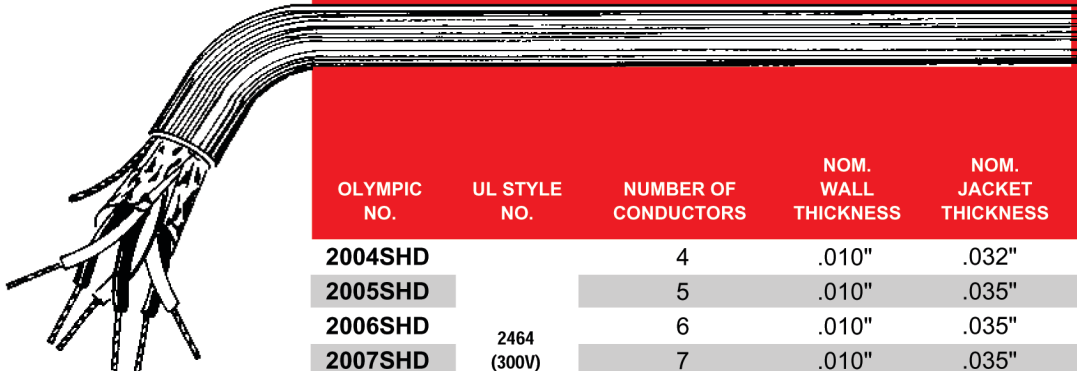 OLYMPIC NO. UL STYLE NO. NUMBER OF CONDUCTORS NOM. WALL THICKNESS NOM. JACKET THICKNESS
2004SHD 4 .010" .032"
2005SHD 5 .010" .035"
2006SHD 6 .010" .035"
2464 (300V)
2007SHD 7 .010" .035"